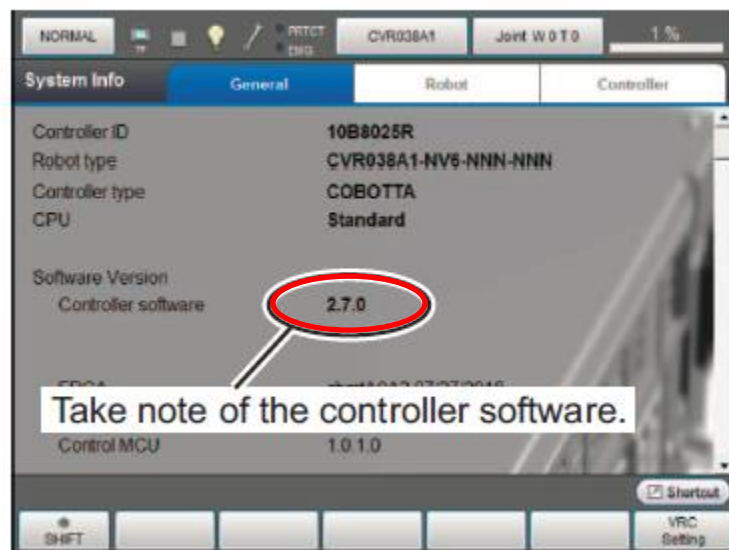 NORMAL TP PRTCT CVR038A1 Joint W 0 T 0 1 %
ENG
System Info General Robot Controller
Controller ID 10B8025R
Robot type CVR038A1-NV6-NNN-NNN
Controller type COBOTTA
CPU Standard
Software Version
Controller software 2.7.0
Take note of the controller software.
Control MCU 1.0.1.0
Shortcut
SHIFT VRC
Setting